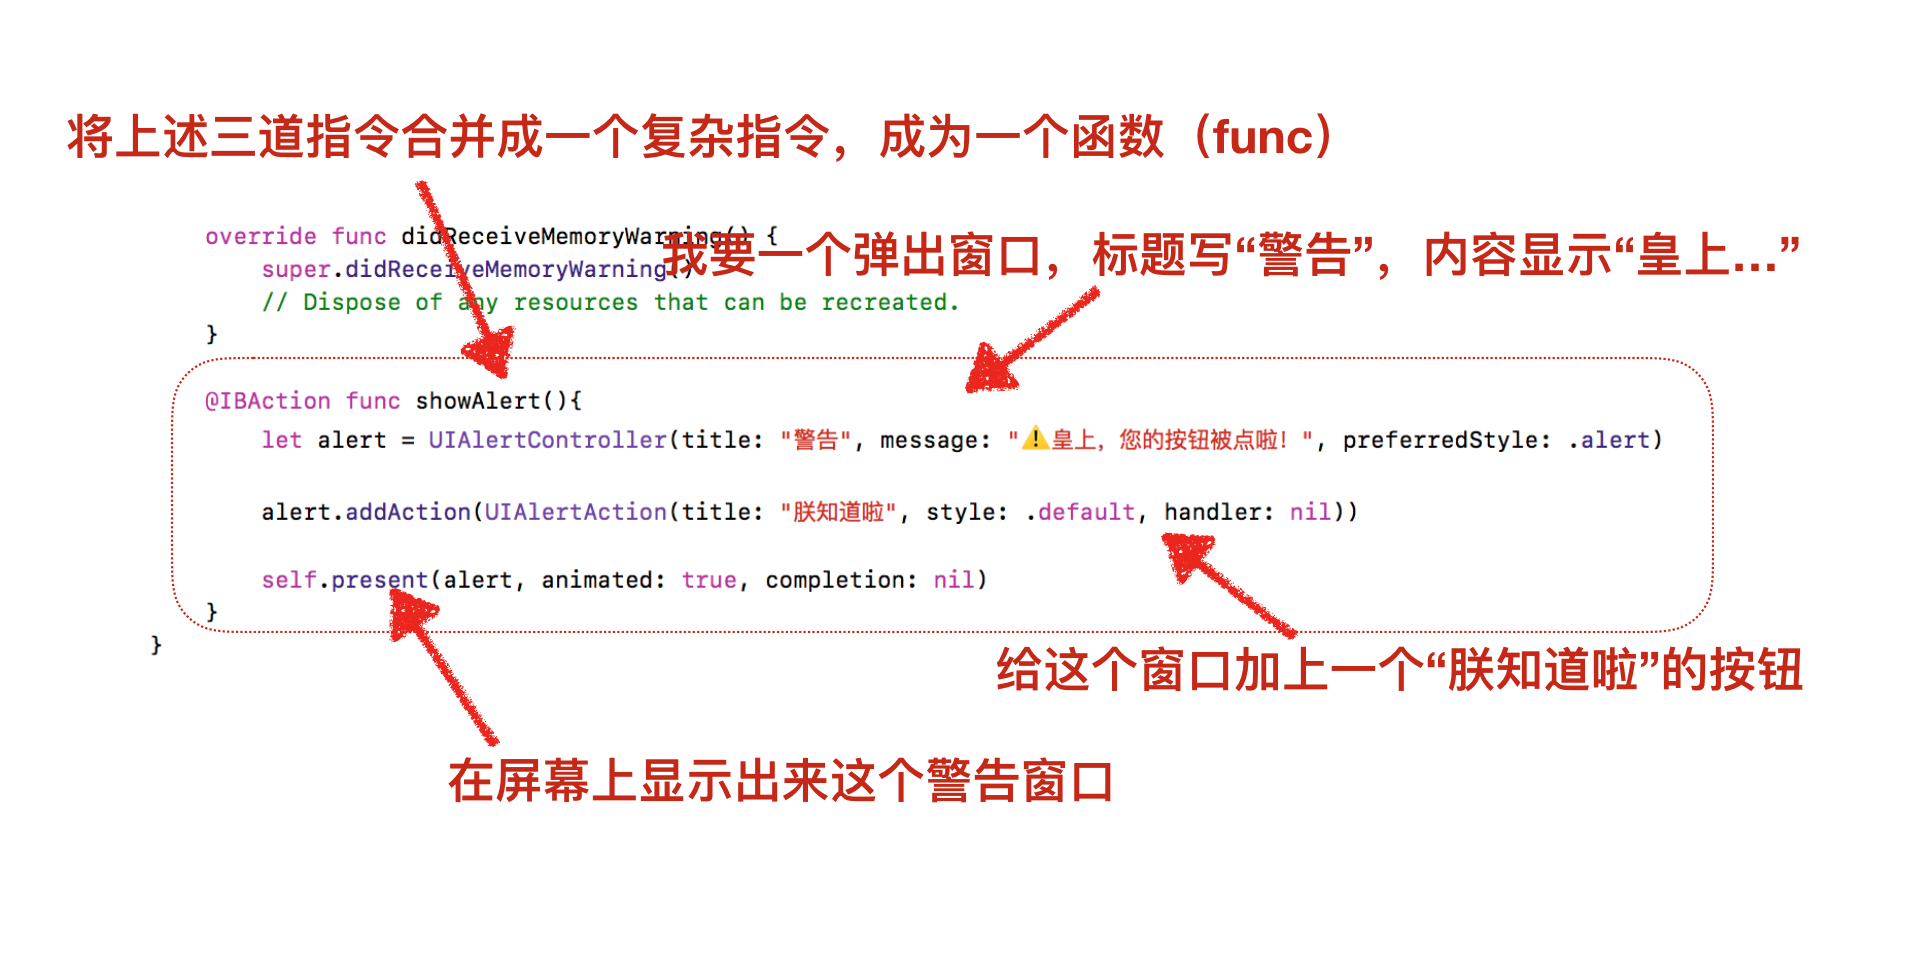 将上述三道指令合并成一个复杂指令，成为一个函数（func）
override func didReceiveMemoryWarning() {
我要一个弹出窗口，标题写“警告”，内容显示“皇上...”
super.didReceiveMemoryWarning()
// Dispose of any resources that can be recreated.
}
@IBAction func showAlert(){
let alert = UIAlertController(title: "警告", message: "⚠️皇上，您的按钮被点啦！", preferredStyle: .alert)
alert.addAction(UIAlertAction(title: "朕知道啦", style: .default, handler: nil))
self.present(alert, animated: true, completion: nil)
}
}
给这个窗口加上一个“朕知道啦”的按钮
在屏幕上显示出来这个警告窗口